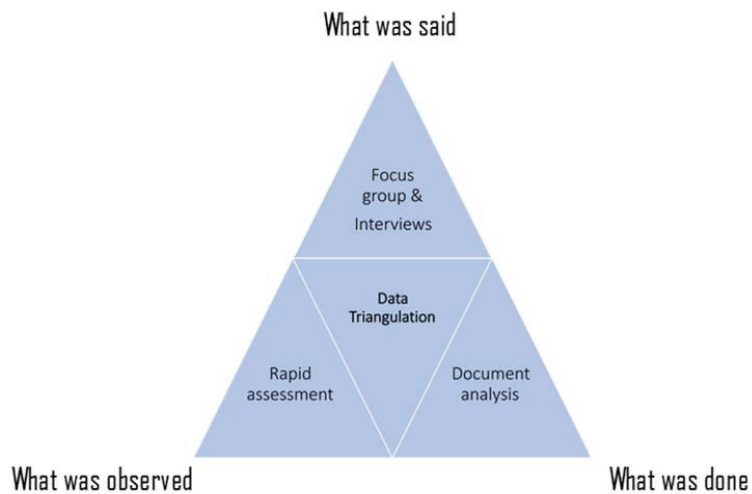 What was said
Focus
group &
Interviews
Data
Triangulation
Rapid
assessment
Document
analysis
What was observed
What was done